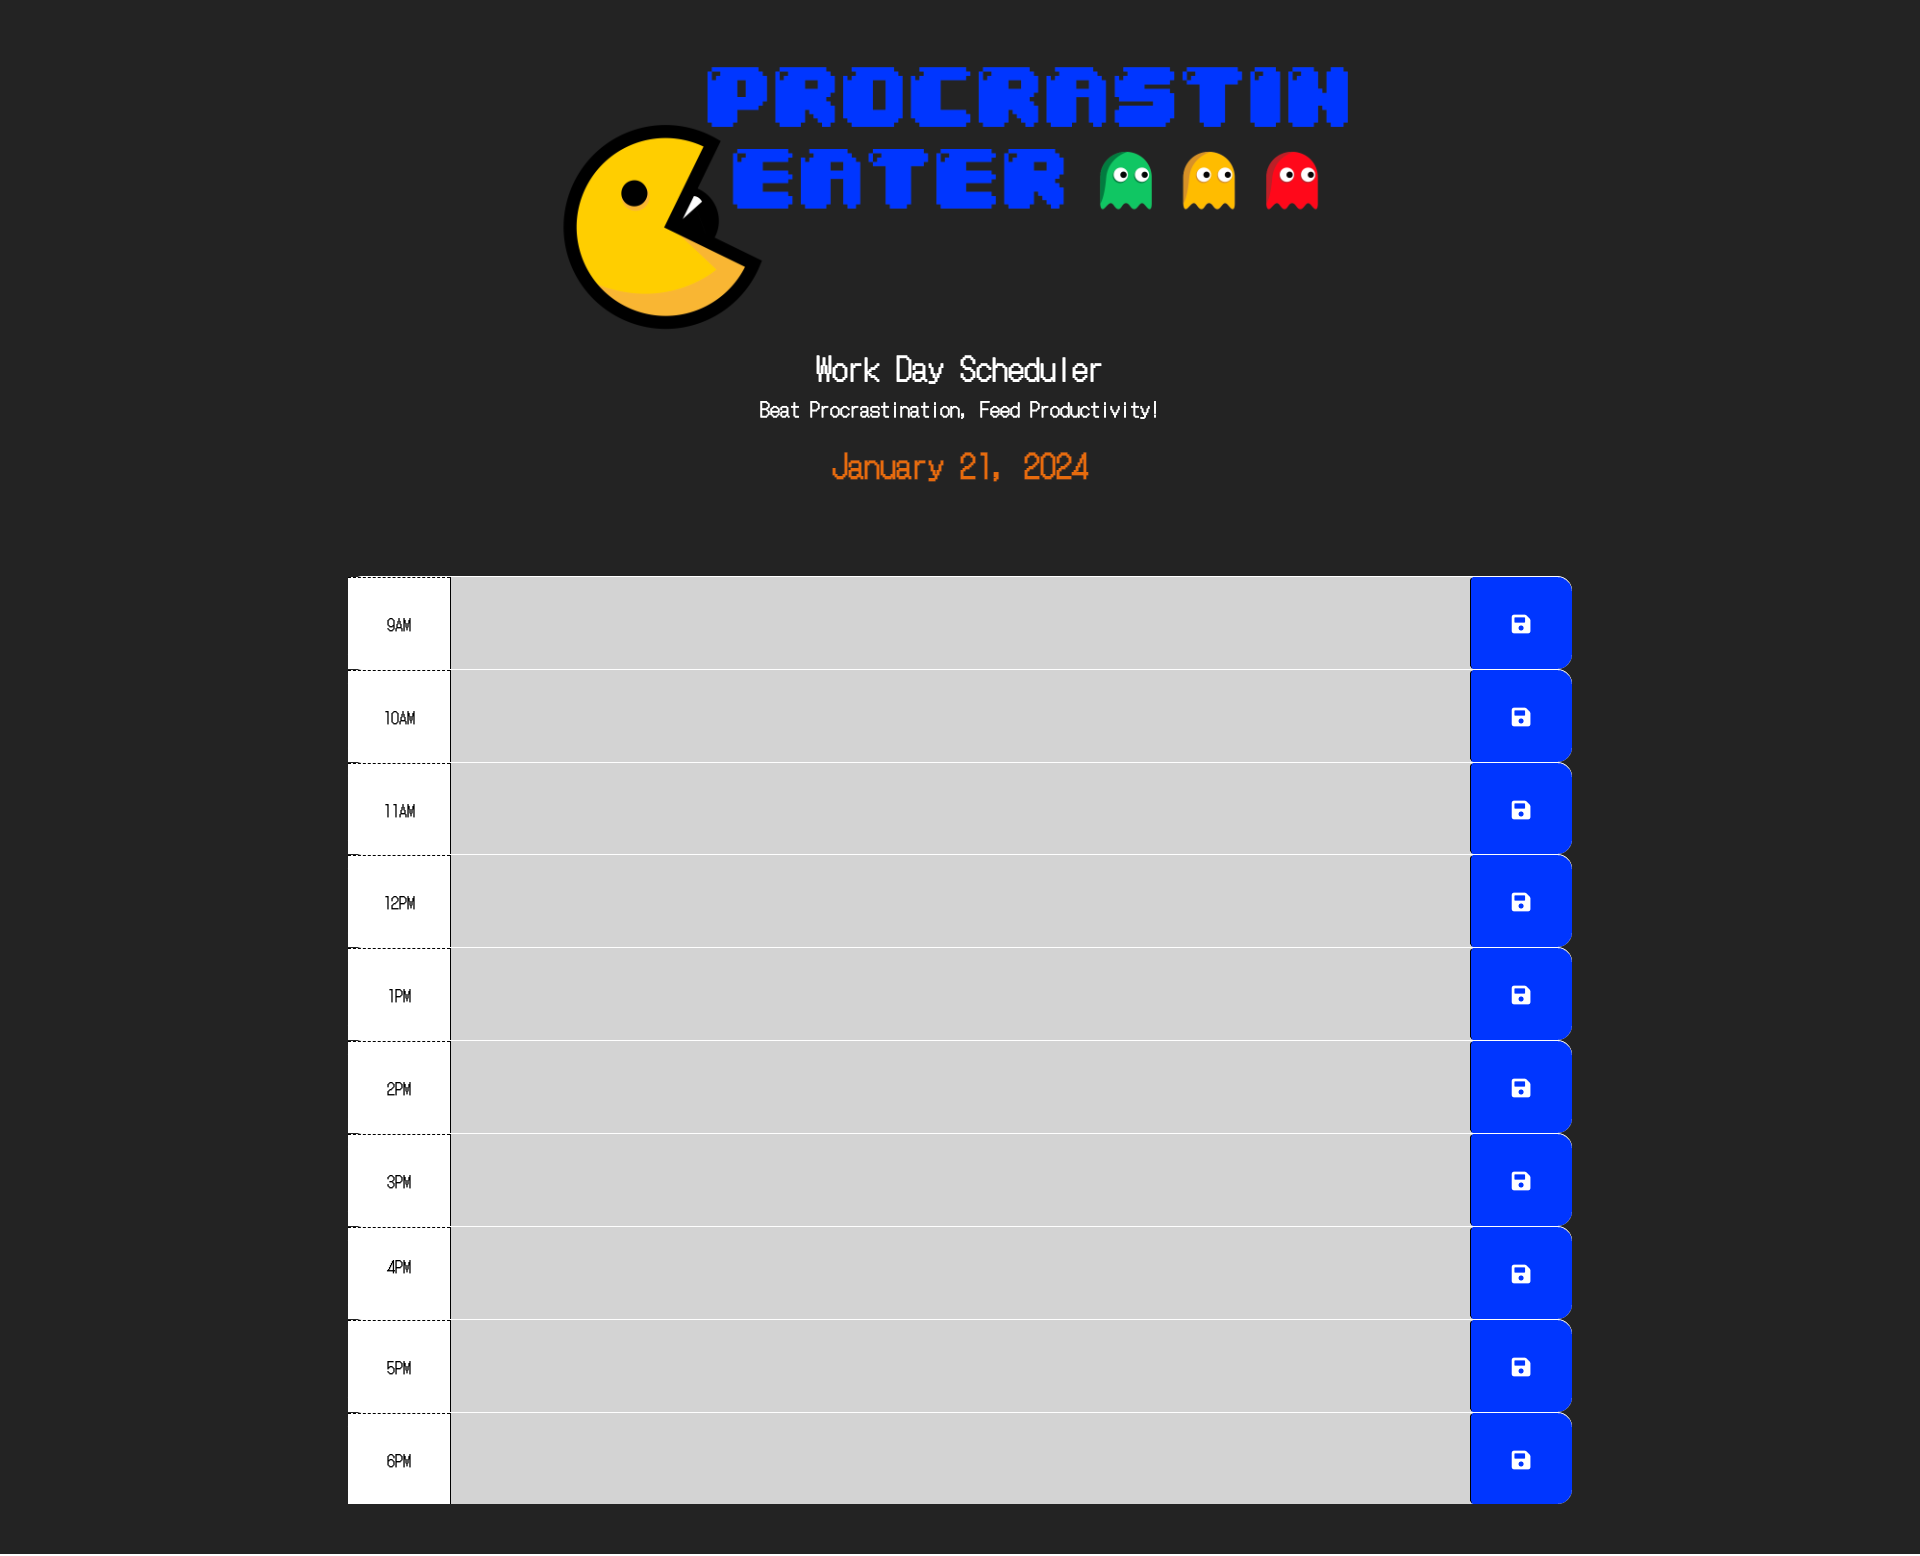 PROCRASTIN
EATER
Work Day Scheduler
Beat Procrastination, Feed Productivity!
January 21, 2024
9AM
10AM
11AM
12PM
1PM
2PM
3PM
4PM
5PM
6PM